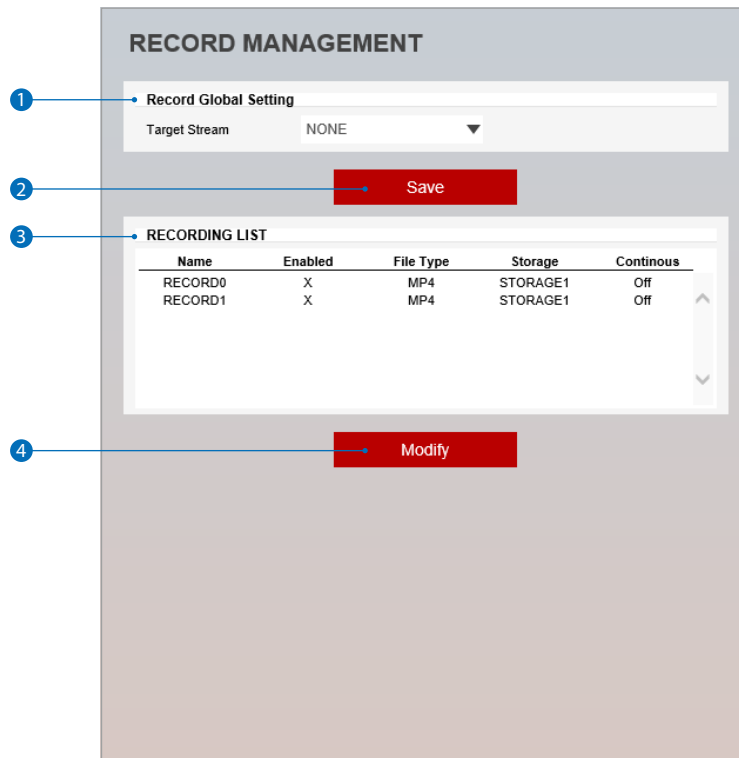 RECORD MANAGEMENT
1 Record Global Setting
Target Stream NONE
2 Save
3 RECORDING LIST
Name Enabled File Type Storage Continous
RECORD0 X MP4 STORAGE1 Off
RECORD1 X MP4 STORAGE1 Off
4 Modify